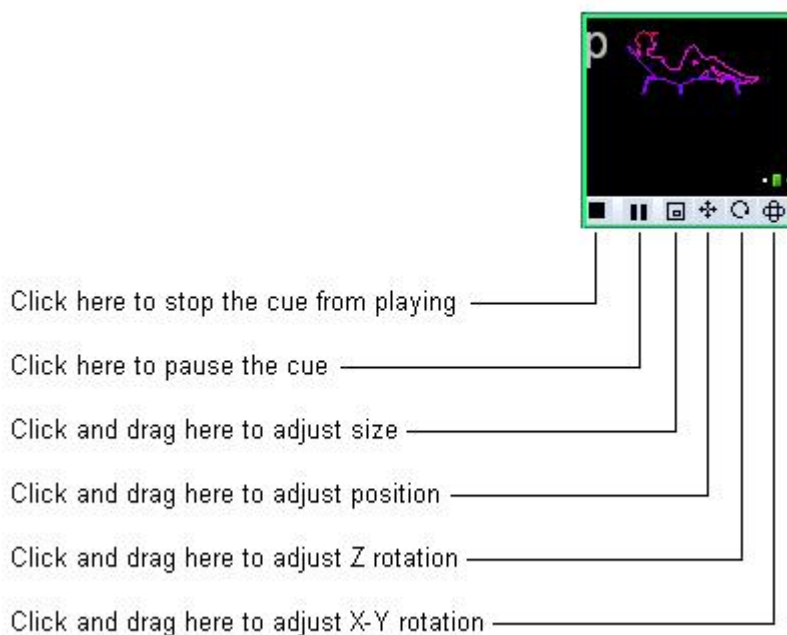 p
Click here to stop the cue from playing
Click here to pause the cue
Click and drag here to adjust size
Click and drag here to adjust position
Click and drag here to adjust Z rotation
Click and drag here to adjust X-Y rotation